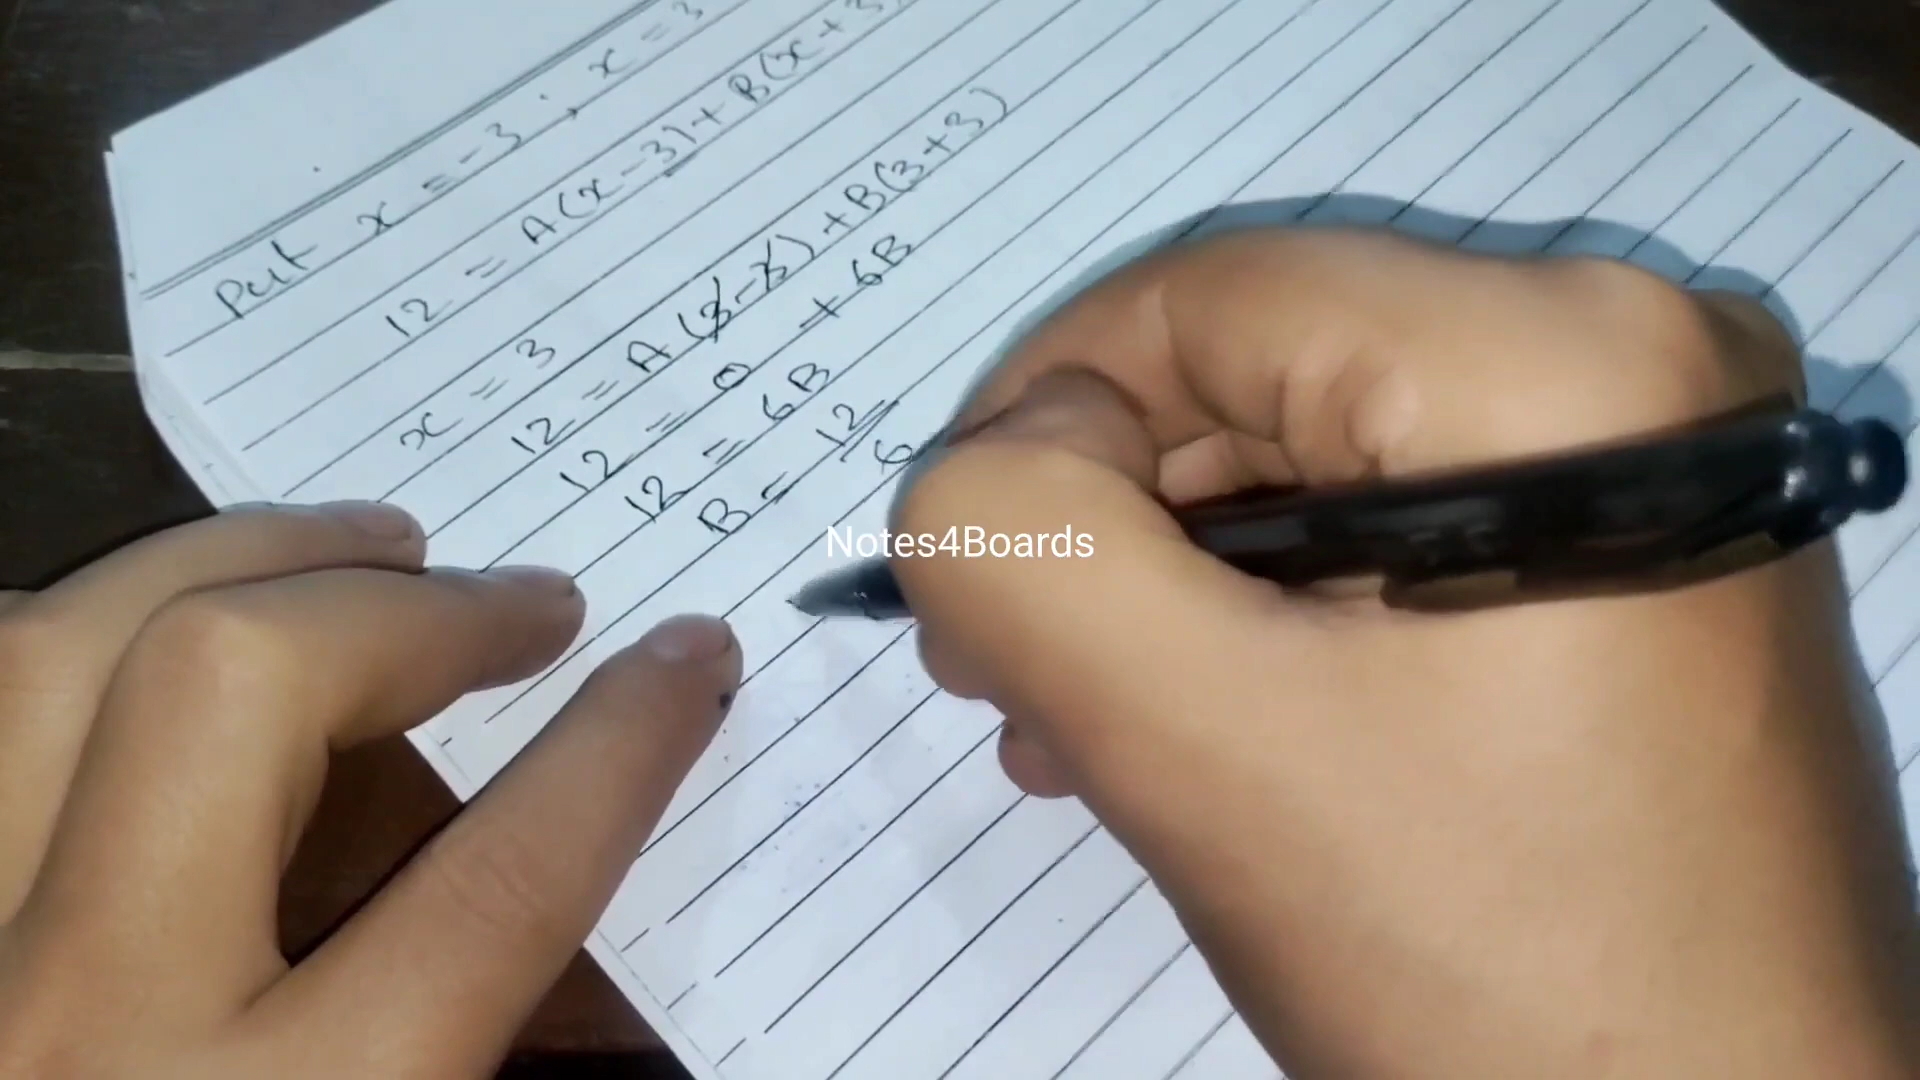 Put x = -3, x = 3
12 = A(x-3) + B(x+3)
x = 3
12 = A(3-3) + B(3+3)
12 = 0 + 6B
12 = 6B
B = 12/6
Notes4Boards